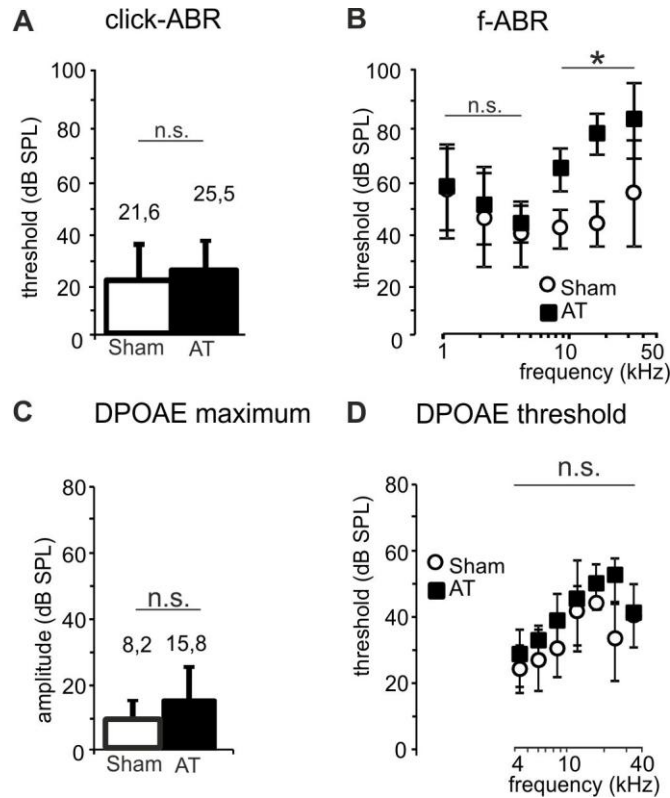 A click-ABR
threshold (dB SPL)
100
80
60
40
20
0
n.s.
21,6
25,5
Sham AT
B f-ABR
threshold (dB SPL)
100
80
60
40
20
0
n.s.
*
Sham
AT
1 10 50
frequency (kHz)
C DPOAE maximum
amplitude (dB SPL)
80
60
40
20
0
n.s.
8,2 15,8
Sham AT
D DPOAE threshold
threshold (dB SPL)
80
60
40
20
0
n.s.
Sham
AT
4 10 40
frequency (kHz)